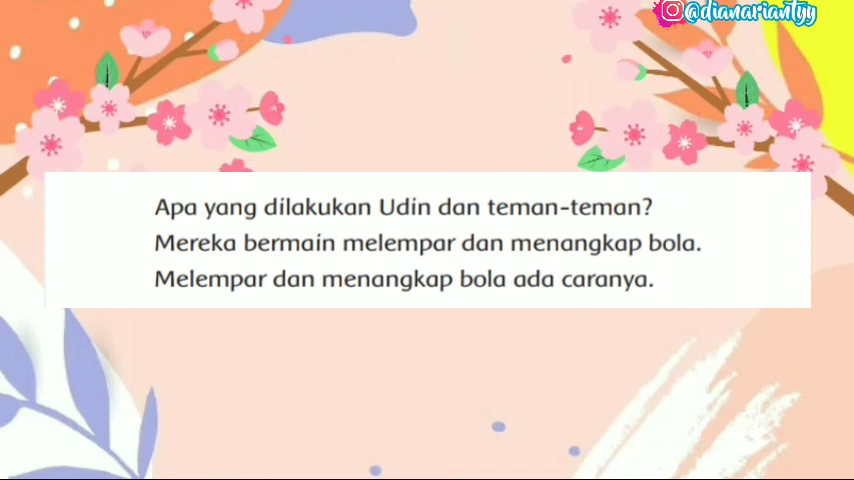 @dianariantyy
Apa yang dilakukan Udin dan teman-teman?
Mereka bermain melempar dan menangkap bola.
Melempar dan menangkap bola ada caranya.